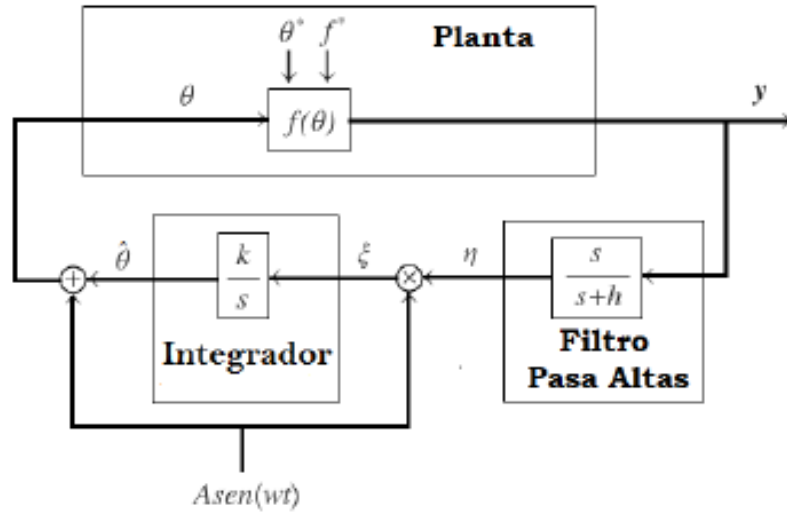 θ* f*
Planta
θ
f(θ)
y
θ̂
k
s
ξ
η
s
s+h
Integrador
Filtro
Pasa Altas
Asen(wt)